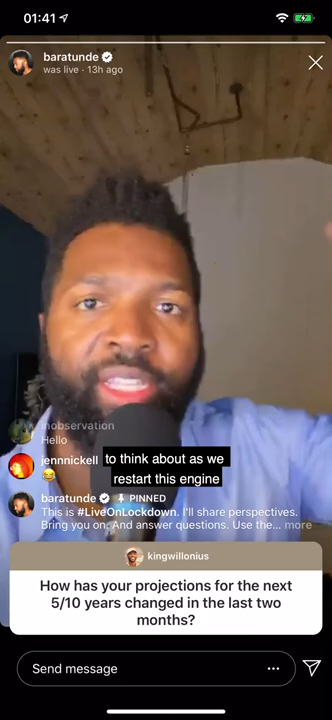 01:41
baratunde
was live · 13h ago
inobservation
Hello
jennnickell
😂
to think about as we
restart this engine
baratunde PINNED
This is #LiveOnLockdown. I'll share perspectives.
Bring you on. And answer questions. Use the... more
kingwillonius
How has your projections for the next
5/10 years changed in the last two
months?
Send message